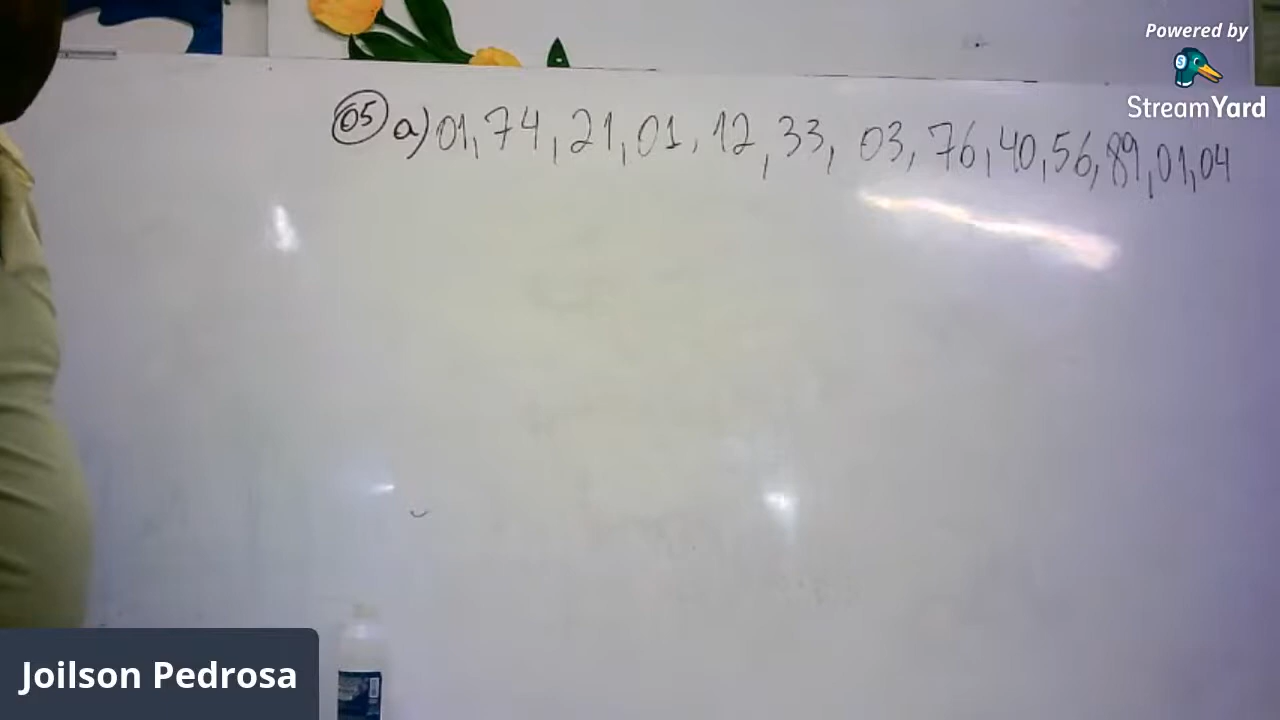 Powered by
StreamYard
05 a) 01, 74, 21, 01, 12, 33, 03, 76, 40, 56, 89, 01, 04
Joilson Pedrosa